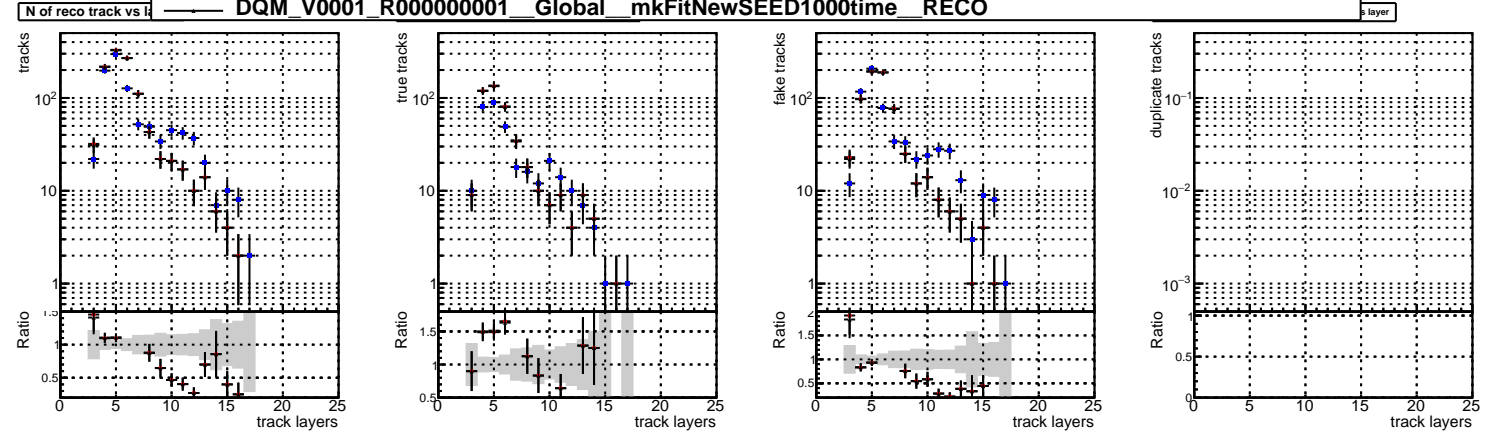 N of reco track vs la
DQM_V0001_R000000001__Global__mkFitNewSEED1000time__RECO
s layer
tracks
10²
10
1
Ratio
1.5
1
0.5
0 5 10 15 20 25
track layers
true tracks
10²
10
1
Ratio
1.5
1
0.5
0 5 10 15 20 25
track layers
fake tracks
10²
10
1
Ratio
2
1.5
1
0.5
0 5 10 15 20 25
track layers
duplicate tracks
10⁻¹
10⁻²
10⁻³
Ratio
1
0.5
0
0 5 10 15 20 25
track layers